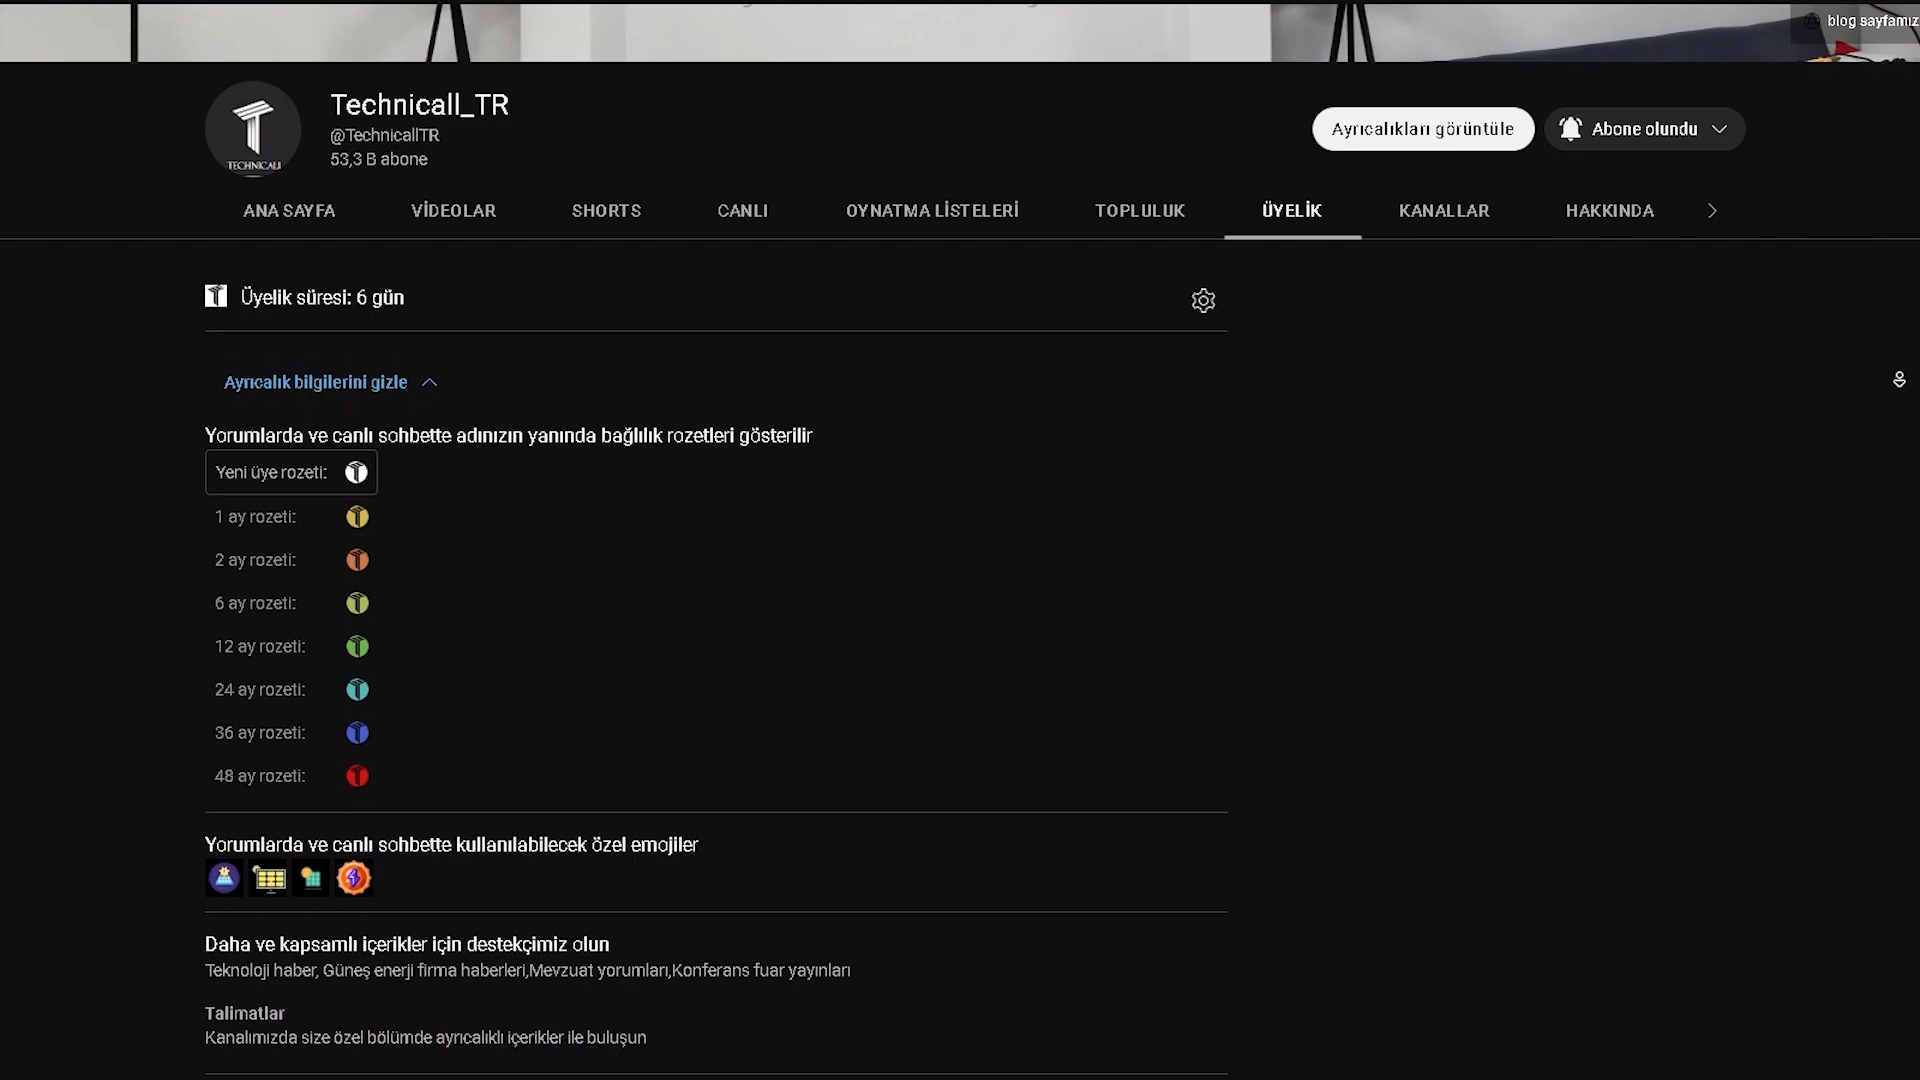 blog sayfamız
Technicall_TR
@TechnicallTR
53,3 B abone
TECHNICALL
Ayrıcalıkları görüntüle
Abone olundu
ANA SAYFA
VİDEOLAR
SHORTS
CANLI
OYNATMA LİSTELERİ
TOPLULUK
ÜYELİK
KANALLAR
HAKKINDA
Üyelik süresi: 6 gün
Ayrıcalık bilgilerini gizle
Yorumlarda ve canlı sohbette adınızın yanında bağlılık rozetleri gösterilir
Yeni üye rozeti:
1 ay rozeti:
2 ay rozeti:
6 ay rozeti:
12 ay rozeti:
24 ay rozeti:
36 ay rozeti:
48 ay rozeti:
Yorumlarda ve canlı sohbette kullanılabilecek özel emojiler
Daha ve kapsamlı içerikler için destekçimiz olun
Teknoloji haber, Güneş enerji firma haberleri,Mevzuat yorumları,Konferans fuar yayınları
Talimatlar
Kanalımızda size özel bölümde ayrıcalıklı içerikler ile buluşun